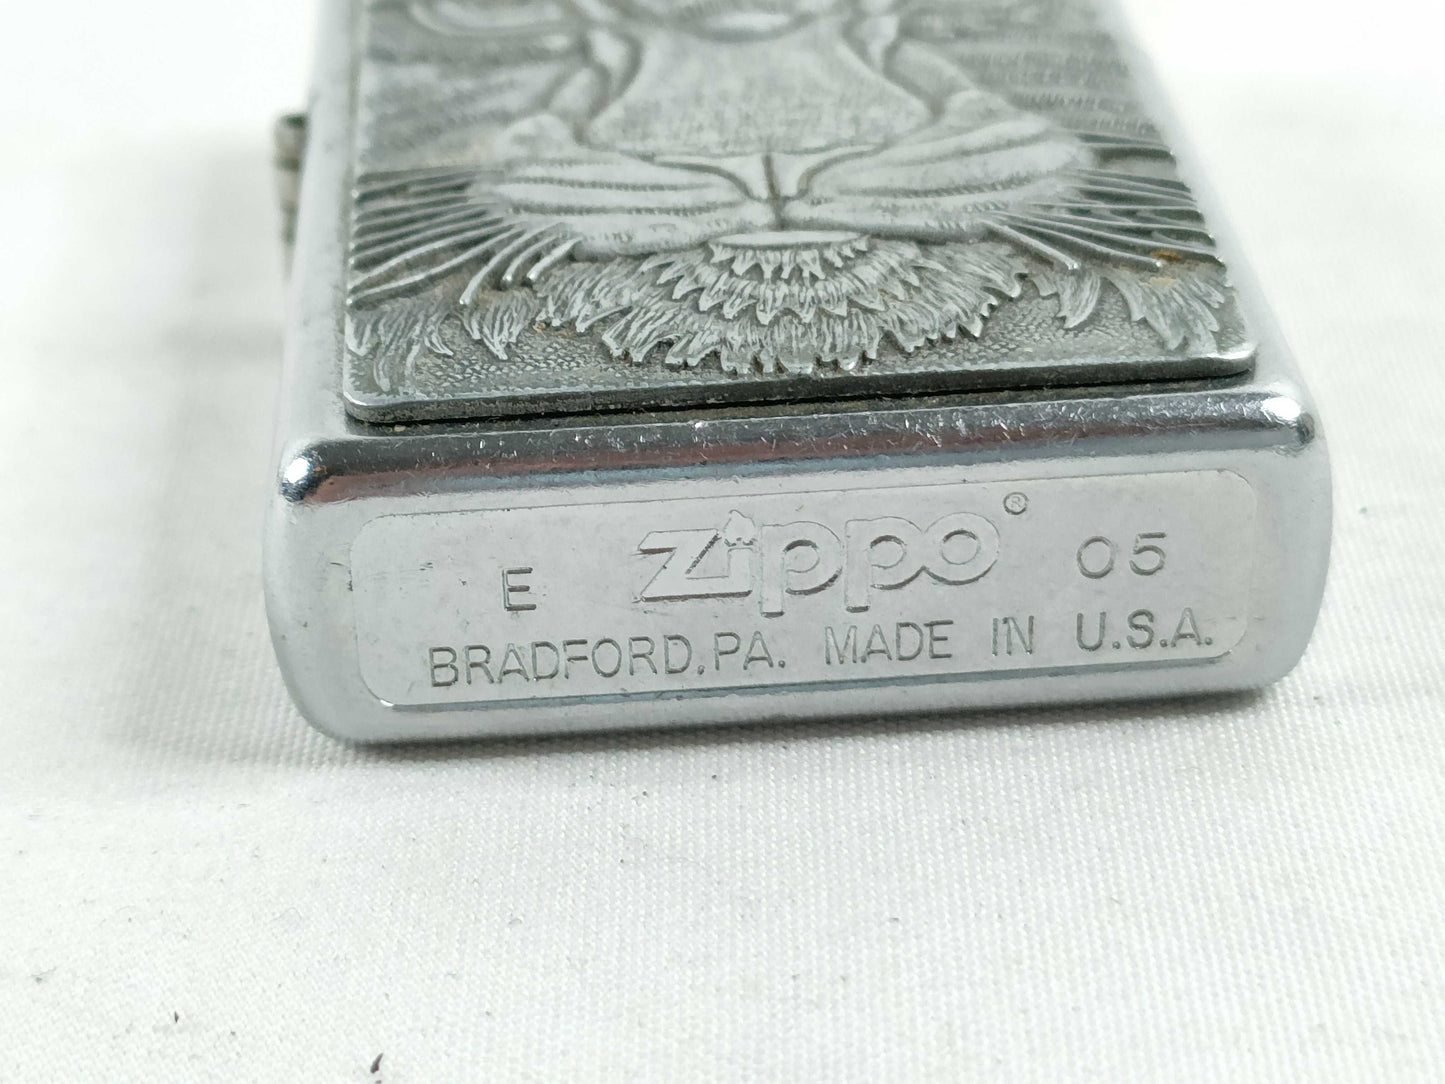 E zippo® 05
BRADFORD, PA. MADE IN U.S.A.